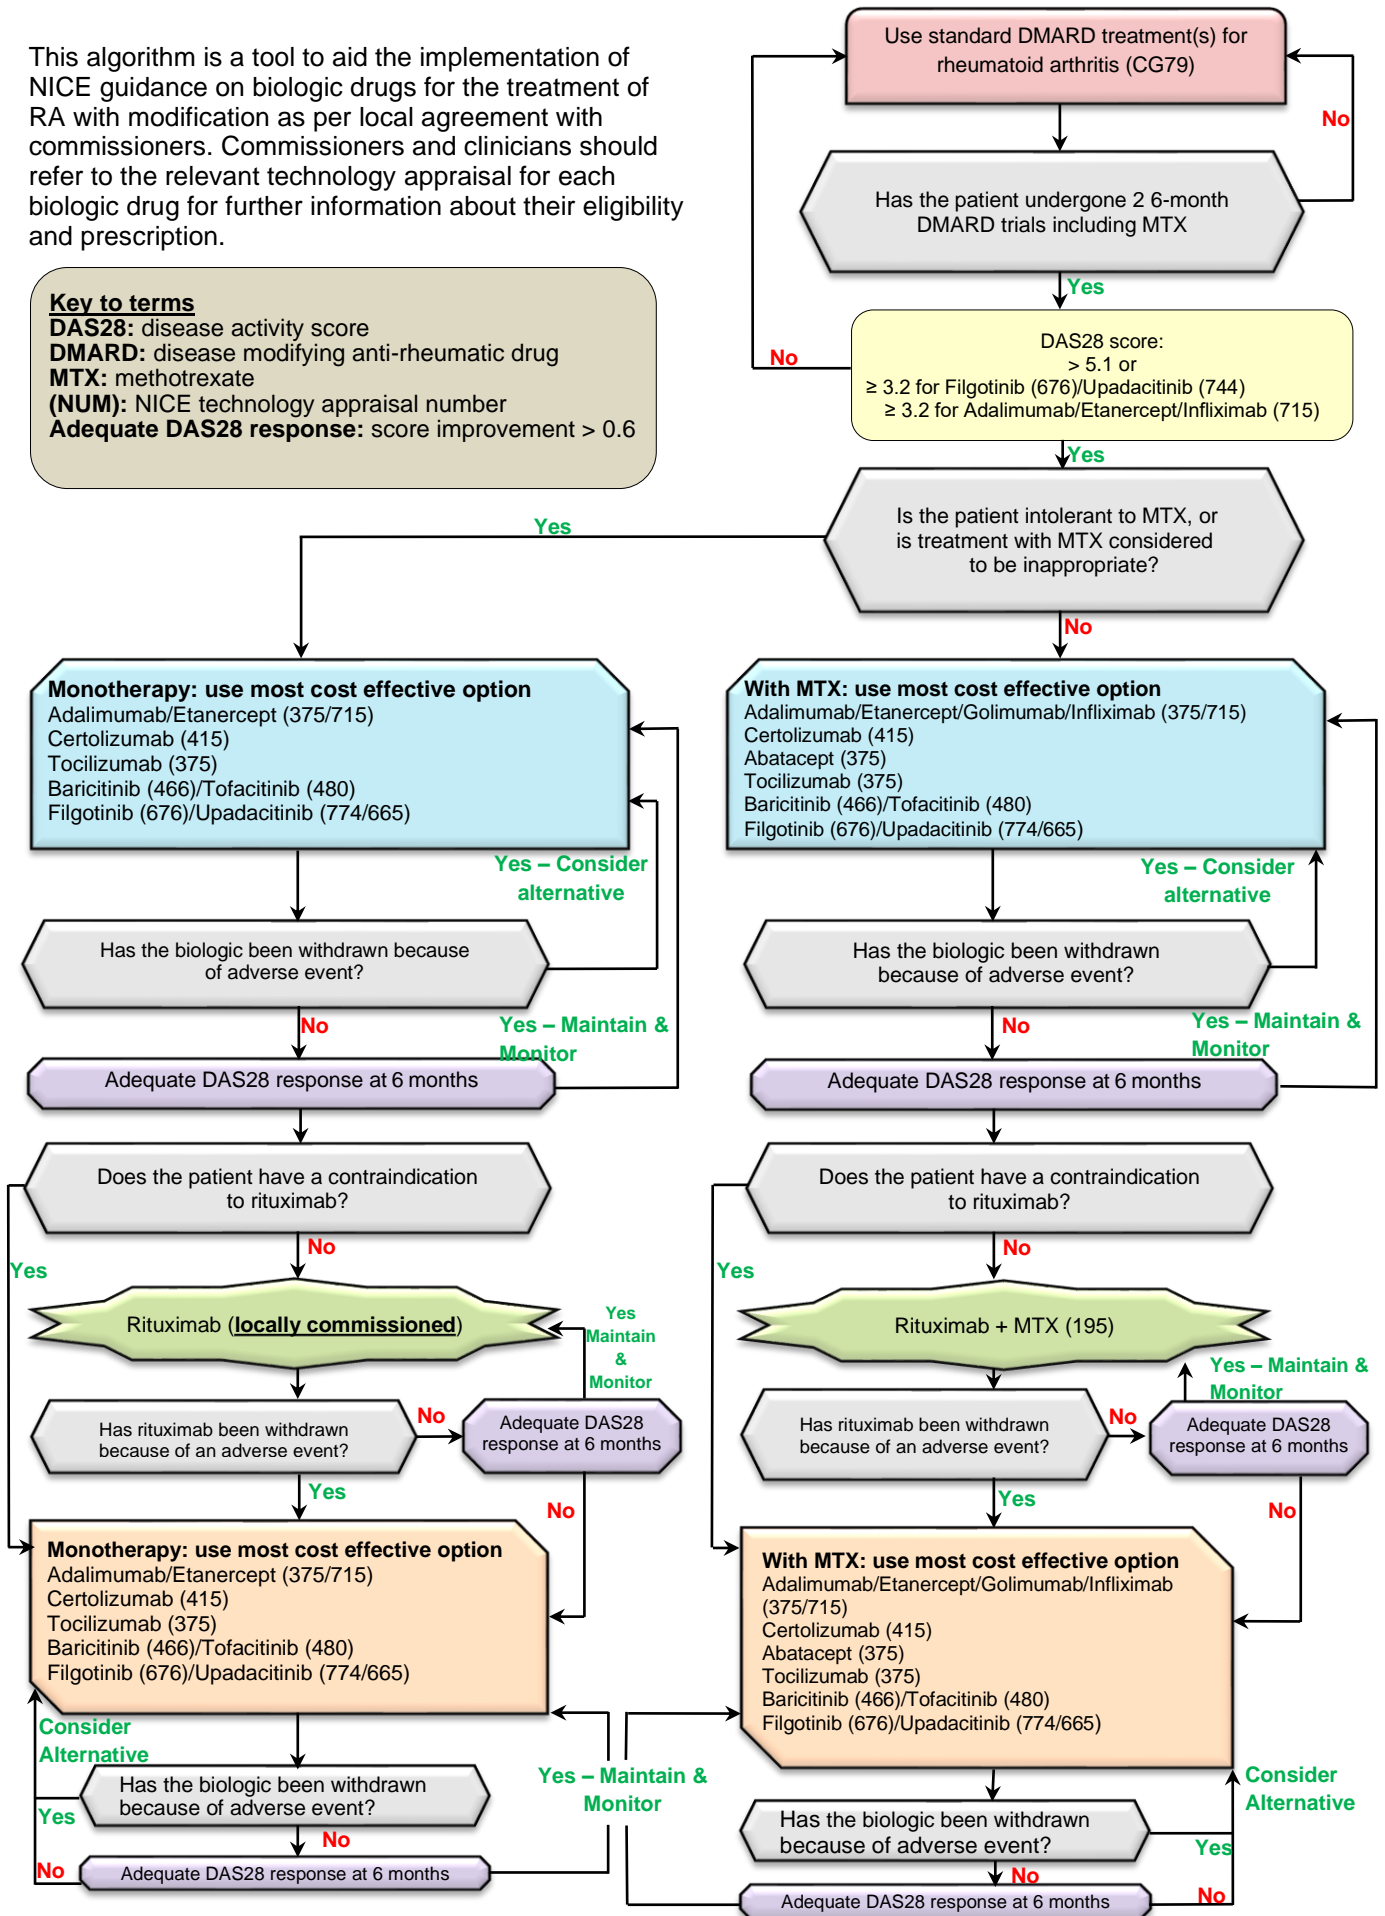 This algorithm is a tool to aid the implementation of
NICE guidance on biologic drugs for the treatment of
RA with modification as per local agreement with
commissioners. Commissioners and clinicians should
refer to the relevant technology appraisal for each
biologic drug for further information about their eligibility
and prescription.
Key to terms
DAS28: disease activity score
DMARD: disease modifying anti-rheumatic drug
MTX: methotrexate
(NUM): NICE technology appraisal number
Adequate DAS28 response: score improvement > 0.6
Use standard DMARD treatment(s) for
rheumatoid arthritis (CG79)
No
Has the patient undergone 2 6-month
DMARD trials including MTX
Yes
No
DAS28 score:
> 5.1 or
≥ 3.2 for Filgotinib (676)/Upadacitinib (744)
≥ 3.2 for Adalimumab/Etanercept/Infliximab (715)
Yes
Is the patient intolerant to MTX, or
is treatment with MTX considered
to be inappropriate?
Yes
No
Monotherapy: use most cost effective option
Adalimumab/Etanercept (375/715)
Certolizumab (415)
Tocilizumab (375)
Baricitinib (466)/Tofacitinib (480)
Filgotinib (676)/Upadacitinib (774/665)
Yes – Consider
alternative
Has the biologic been withdrawn because
of adverse event?
No
Yes – Maintain &
Monitor
Adequate DAS28 response at 6 months
Does the patient have a contraindication
to rituximab?
No
Yes
Rituximab (locally commissioned)
Yes
Maintain
&
Monitor
Has rituximab been withdrawn
because of an adverse event?
No
Adequate DAS28
response at 6 months
Yes
No
Monotherapy: use most cost effective option
Adalimumab/Etanercept (375/715)
Certolizumab (415)
Tocilizumab (375)
Baricitinib (466)/Tofacitinib (480)
Filgotinib (676)/Upadacitinib (774/665)
Consider
Alternative
Has the biologic been withdrawn
because of adverse event?
Yes
No
No
Adequate DAS28 response at 6 months
Yes – Maintain &
Monitor
With MTX: use most cost effective option
Adalimumab/Etanercept/Golimumab/Infliximab (375/715)
Certolizumab (415)
Abatacept (375)
Tocilizumab (375)
Baricitinib (466)/Tofacitinib (480)
Filgotinib (676)/Upadacitinib (774/665)
Yes – Consider
alternative
Has the biologic been withdrawn
because of adverse event?
No
Yes – Maintain &
Monitor
Adequate DAS28 response at 6 months
Does the patient have a contraindication
to rituximab?
No
Yes
Rituximab + MTX (195)
Yes – Maintain &
Monitor
Has rituximab been withdrawn
because of an adverse event?
No
Adequate DAS28
response at 6 months
Yes
No
With MTX: use most cost effective option
Adalimumab/Etanercept/Golimumab/Infliximab
(375/715)
Certolizumab (415)
Abatacept (375)
Tocilizumab (375)
Baricitinib (466)/Tofacitinib (480)
Filgotinib (676)/Upadacitinib (774/665)
Consider
Alternative
Has the biologic been withdrawn
because of adverse event?
Yes
No
Adequate DAS28 response at 6 months
No